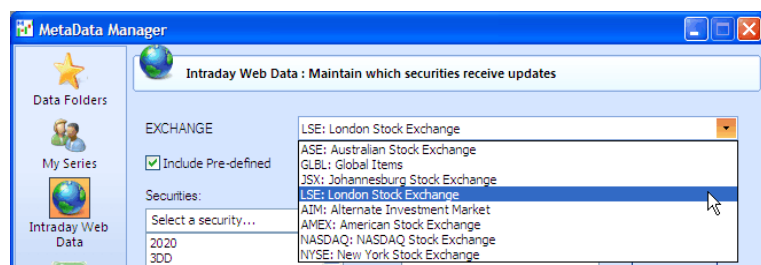 MetaData Manager
Intraday Web Data : Maintain which securities receive updates
Data Folders
EXCHANGE
LSE: London Stock Exchange
ASE: Australian Stock Exchange
GLBL: Global Items
My Series
Include Pre-defined
JSX: Johannesburg Stock Exchange
LSE: London Stock Exchange
Securities:
AIM: Alternate Investment Market
Select a security...
AMEX: American Stock Exchange
Intraday Web
Data
2020
NASDAQ: NASDAQ Stock Exchange
3DD
NYSE: New York Stock Exchange